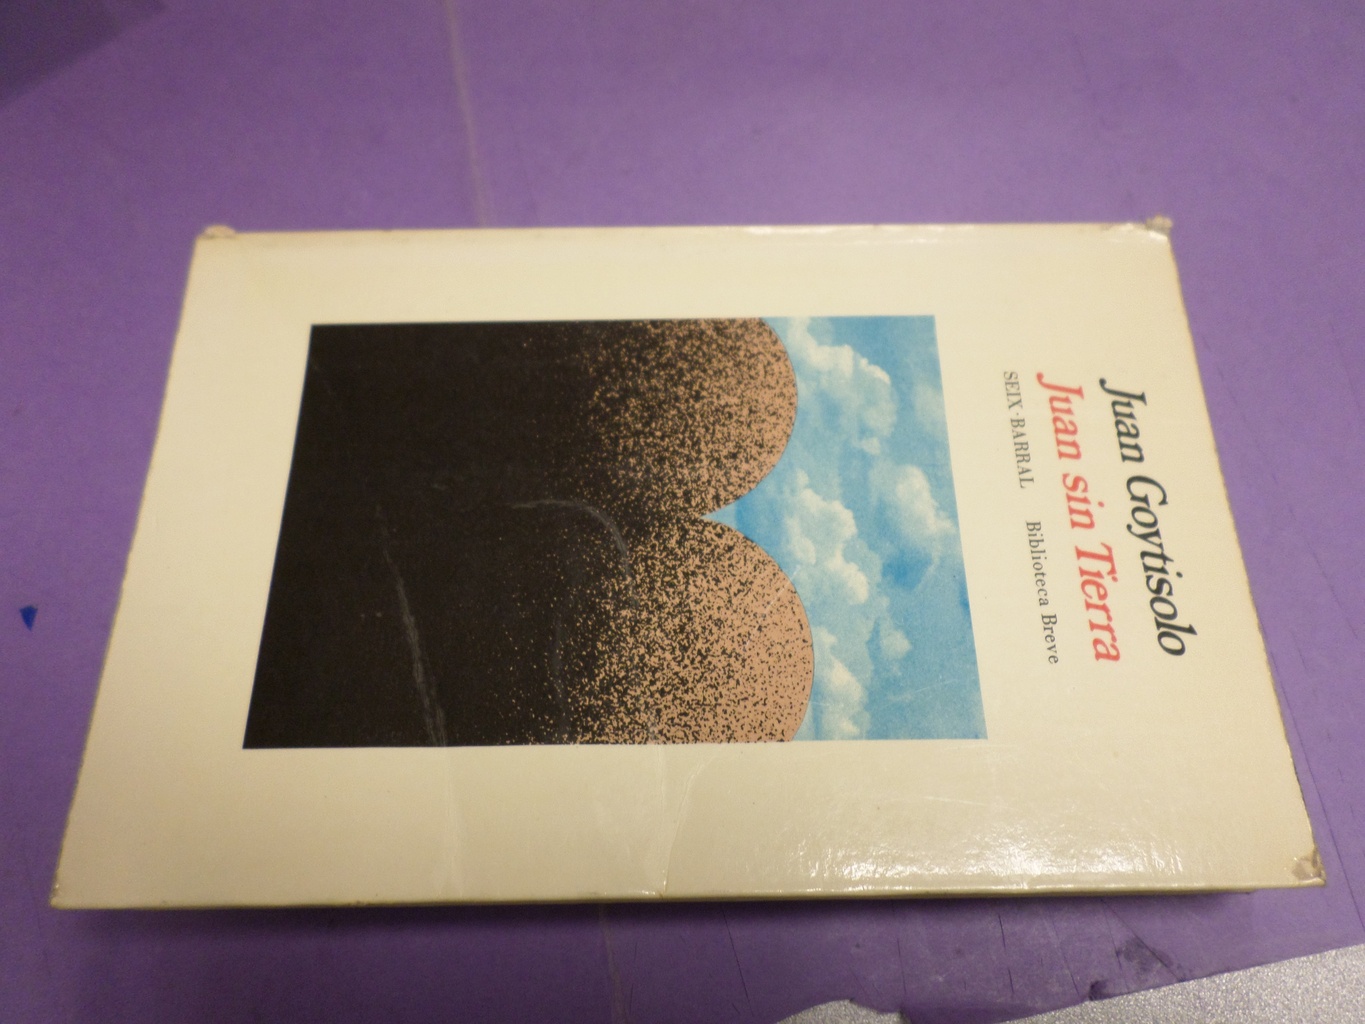 Juan Goytisolo
Juan sin Tierra
SEIX · BARRAL Biblioteca Breve